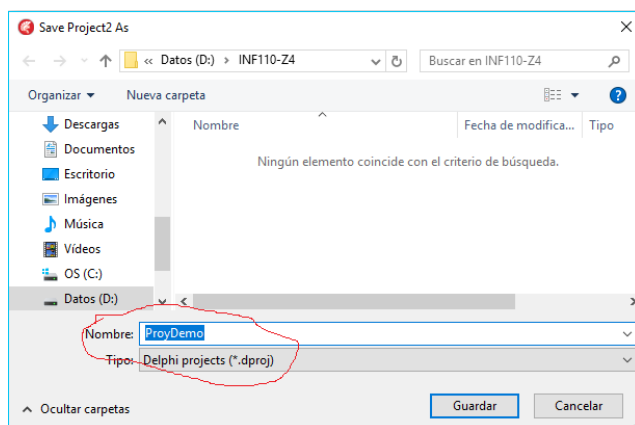 Save Project2 As
« Datos (D:) › INF110-Z4
Buscar en INF110-Z4
Organizar
Nueva carpeta
Descargas
Documentos
Escritorio
Imágenes
Música
Vídeos
OS (C:)
Datos (D:)
Nombre
Fecha de modifica...
Tipo
Ningún elemento coincide con el criterio de búsqueda.
Nombre: ProyDemo
Tipo: Delphi projects (*.dproj)
Ocultar carpetas
Guardar
Cancelar